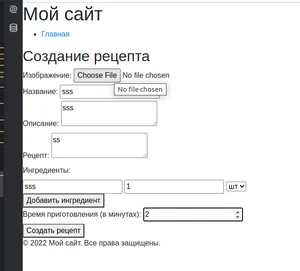 Мой сайт
Главная
Создание рецепта
Изображение: Choose File No file chosen
No file chosen
Название: sss
sss
Описание:
ss
Рецепт:
Ингредиенты:
sss 1 шт
Добавить ингредиент
Время приготовления (в минутах): 2
Создать рецепт
© 2022 Мой сайт. Все права защищены.